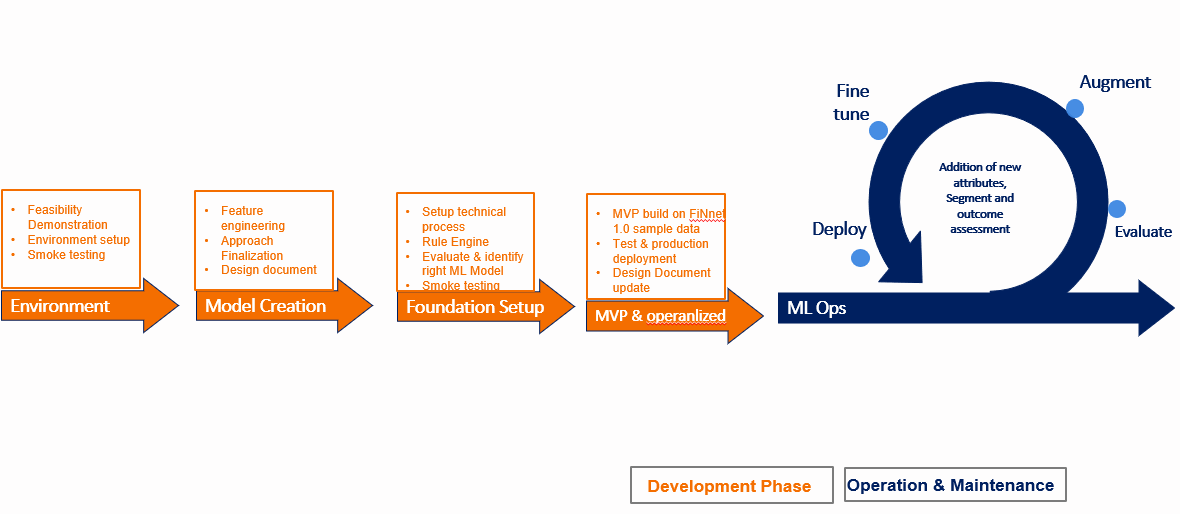 • Feasibility
Demonstration
• Environment setup
• Smoke testing
Environment
• Feature
engineering
• Approach
Finalization
• Design document
Model Creation
• Setup technical
process
• Rule Engine
• Evaluate & identify
right ML Model
• Smoke testing
Foundation Setup
• MVP build on FiNnet
1.0 sample data
• Test & production
deployment
• Design Document
update
MVP & operanlized
ML Ops
Deploy
Fine
tune
Augment
Evaluate
Addition of new
attributes,
Segment and
outcome
assessment
Development Phase
Operation & Maintenance